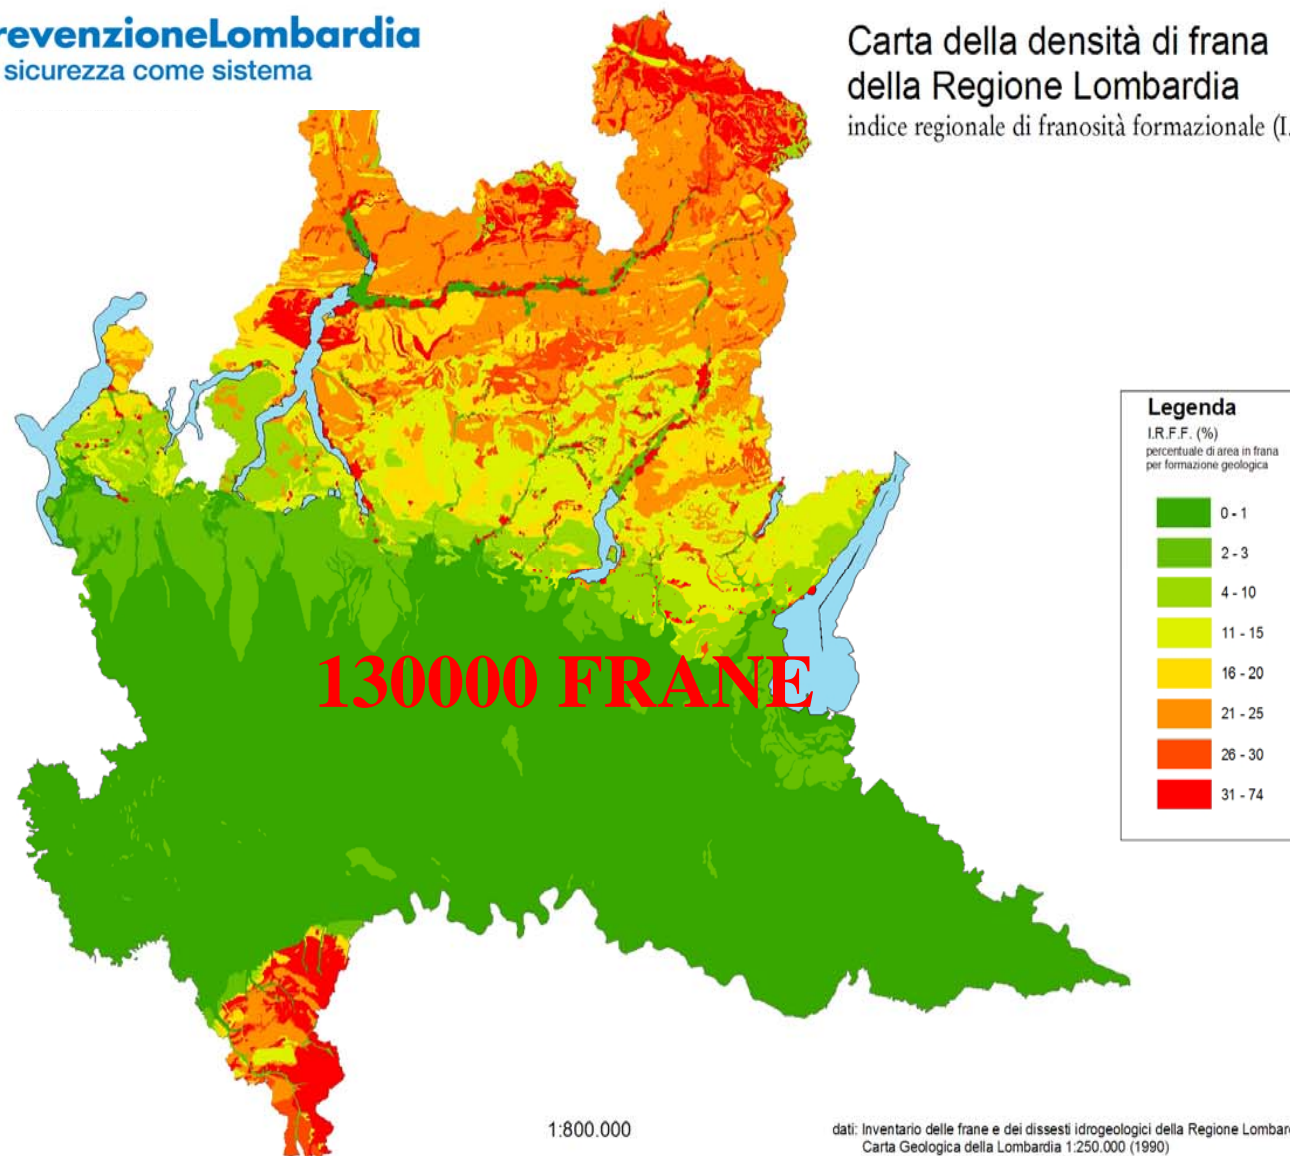 revenzioneLombardia
sicurezza come sistema
Carta della densità di frana
della Regione Lombardia
indice regionale di franosità formazionale (I.
130000 FRANE
Legenda
I.R.F.F. (%)
percentuale di area in frana
per formazione geologica
0 - 1
2 - 3
4 - 10
11 - 15
16 - 20
21 - 25
26 - 30
31 - 74
1:800.000
dati: Inventario delle frane e dei dissesti idrogeologici della Regione Lombar
Carta Geologica della Lombardia 1:250.000 (1990)